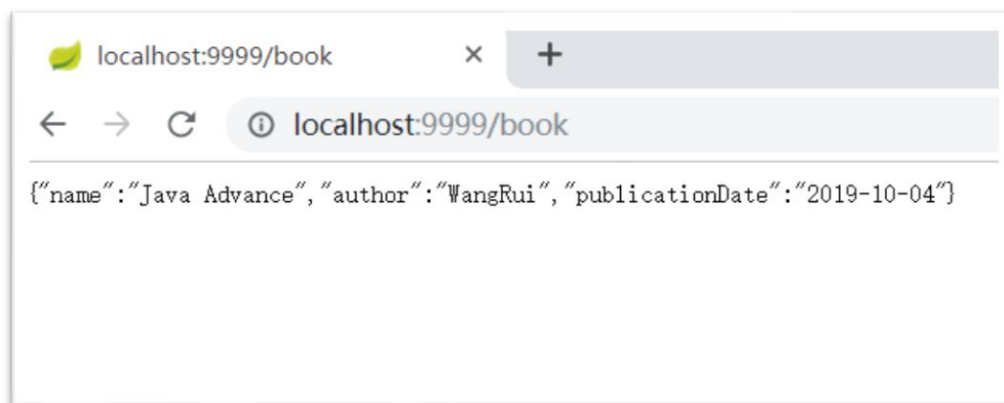 localhost:9999/book
localhost:9999/book
{"name":"Java Advance","author":"WangRui","publicationDate":"2019-10-04"}